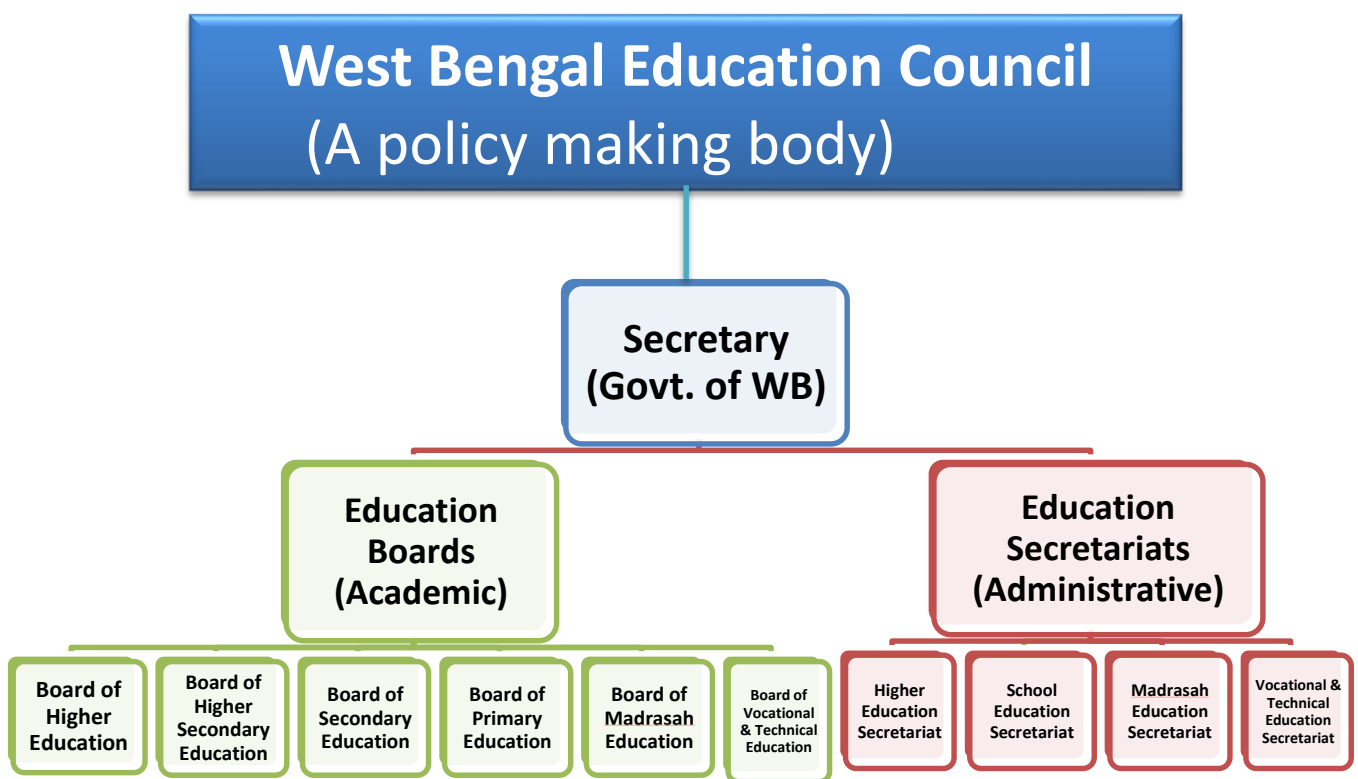 West Bengal Education Council
(A policy making body)
Secretary
(Govt. of WB)
Education
Boards
(Academic)
Education
Secretariats
(Administrative)
Board of
Higher
Education
Board of
Higher
Secondary
Education
Board of
Secondary
Education
Board of
Primary
Education
Board of
Madrasah
Education
Board of
Vocational
& Technical
Education
Higher
Education
Secretariat
School
Education
Secretariat
Madrasah
Education
Secretariat
Vocational &
Technical
Education
Secretariat